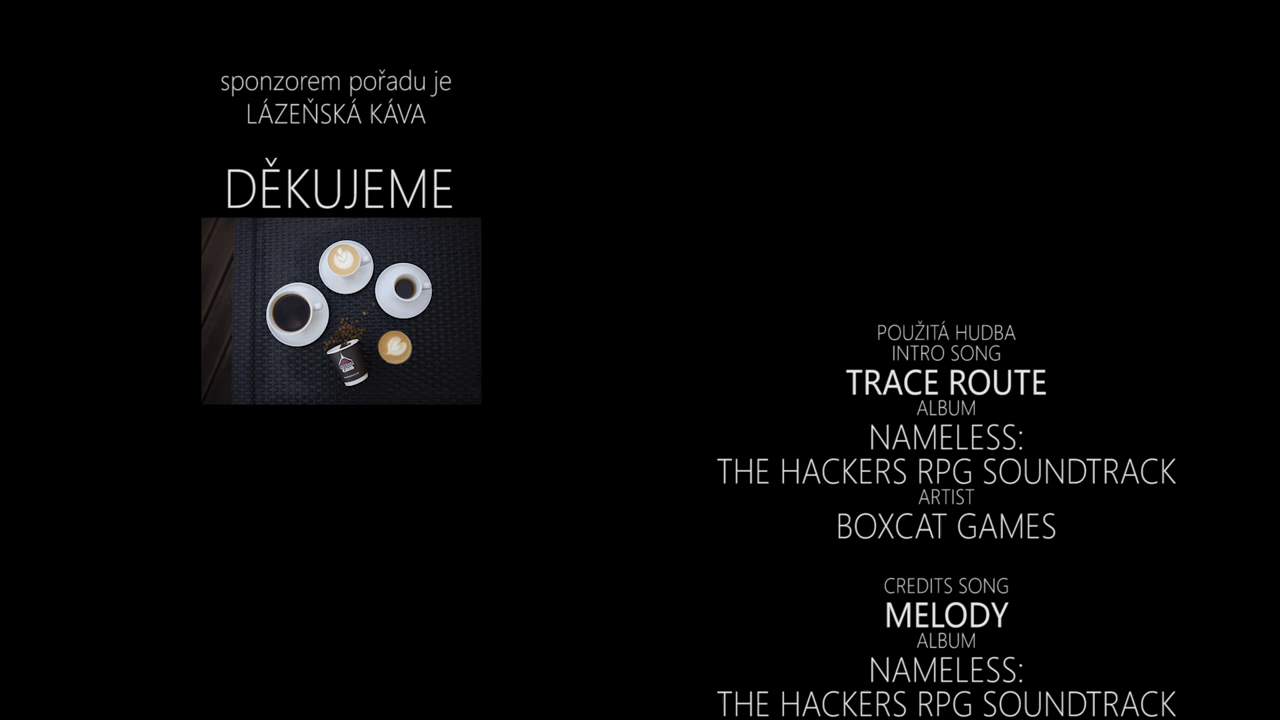 sponzorem pořadu je
LÁZEŇSKÁ KÁVA
DĚKUJEME
POUŽITÁ HUDBA
INTRO SONG
TRACE ROUTE
ALBUM
NAMELESS:
THE HACKERS RPG SOUNDTRACK
ARTIST
BOXCAT GAMES
CREDITS SONG
MELODY
ALBUM
NAMELESS:
THE HACKERS RPG SOUNDTRACK